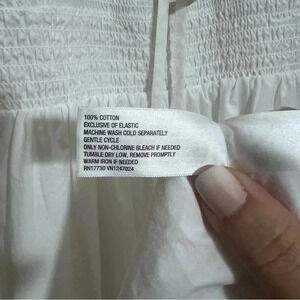 100% COTTON
EXCLUSIVE OF ELASTIC
MACHINE WASH COLD SEPARATELY
GENTLE CYCLE
ONLY NON-CHLORINE BLEACH IF NEEDED
TUMBLE DRY LOW, REMOVE PROMPTLY
WARM IRON IF NEEDED
RN17730 VN1247024